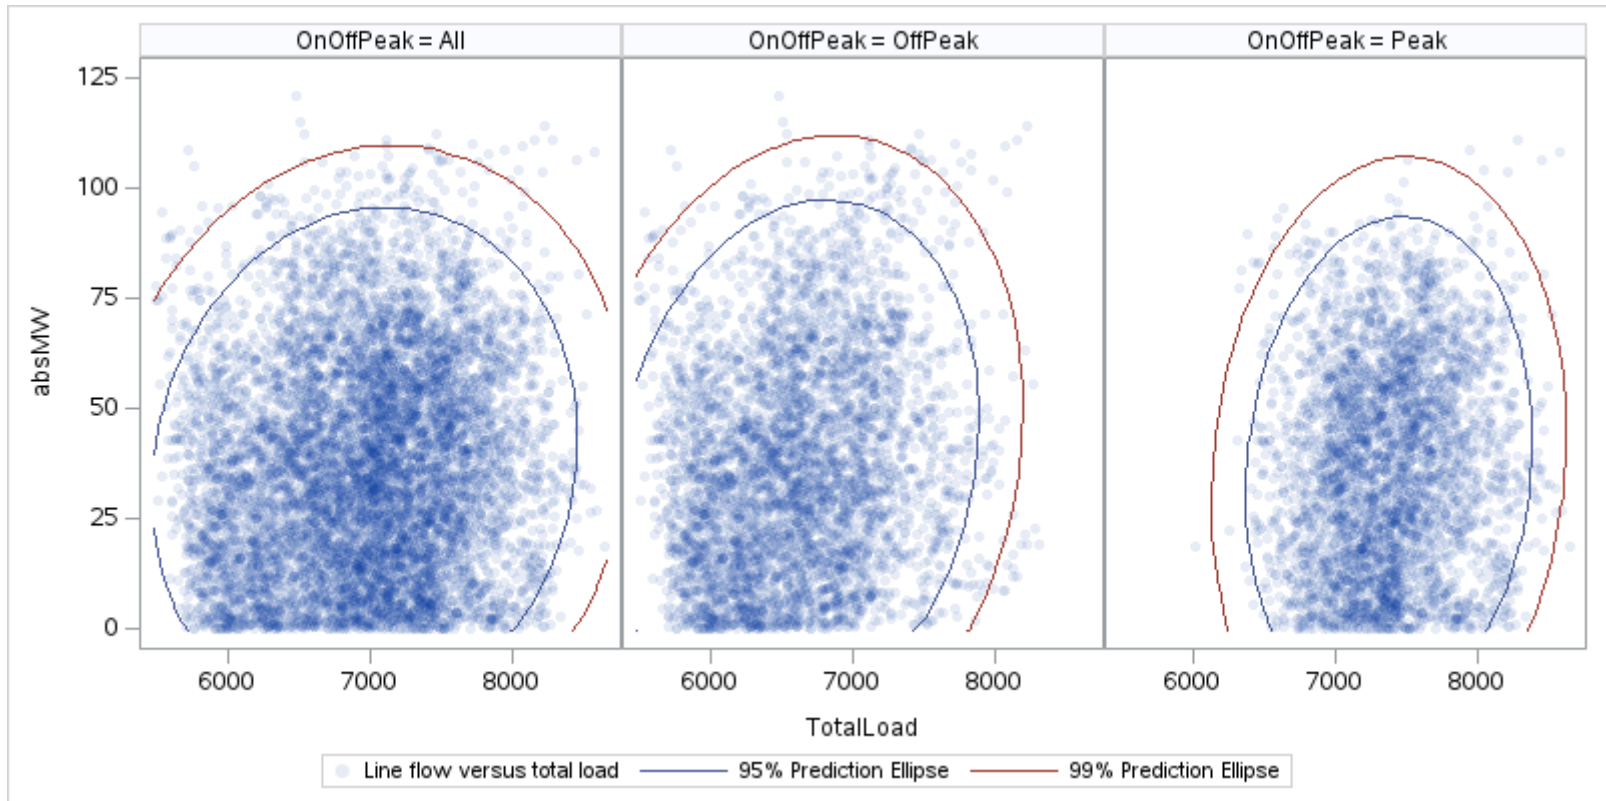 OnOffPeak = All
OnOffPeak = OffPeak
OnOffPeak = Peak
125
100
75
50
25
0
absMW
6000 7000 8000
6000 7000 8000
6000 7000 8000
TotalLoad
Line flow versus total load
95% Prediction Ellipse
99% Prediction Ellipse